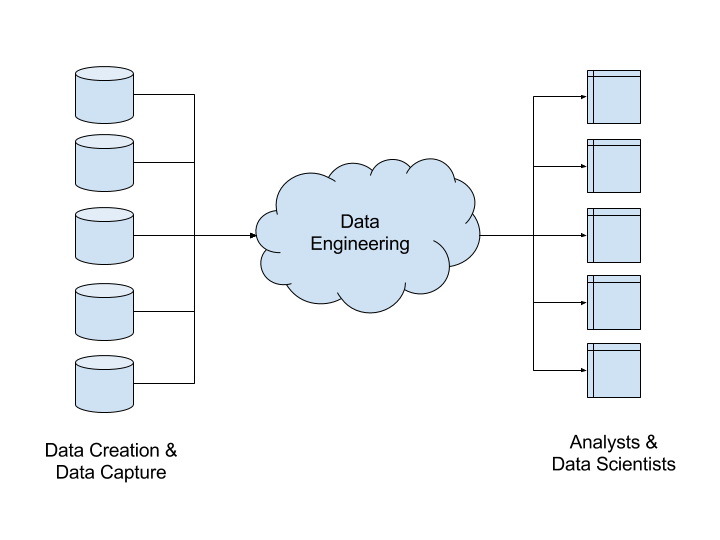 Data
Engineering
Data Creation &
Data Capture
Analysts &
Data Scientists